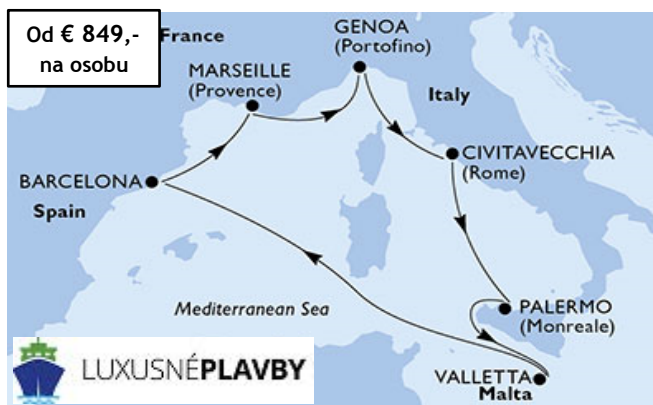 Od € 849,-
na osobu
France
GENOA
(Portofino)
MARSEILLE
(Provence)
Italy
CIVITAVECCHIA
(Rome)
BARCELONA
Spain
Mediterranean Sea
PALERMO
(Monreale)
LUXUSNÉPLAVBY
VALLETTA
Malta